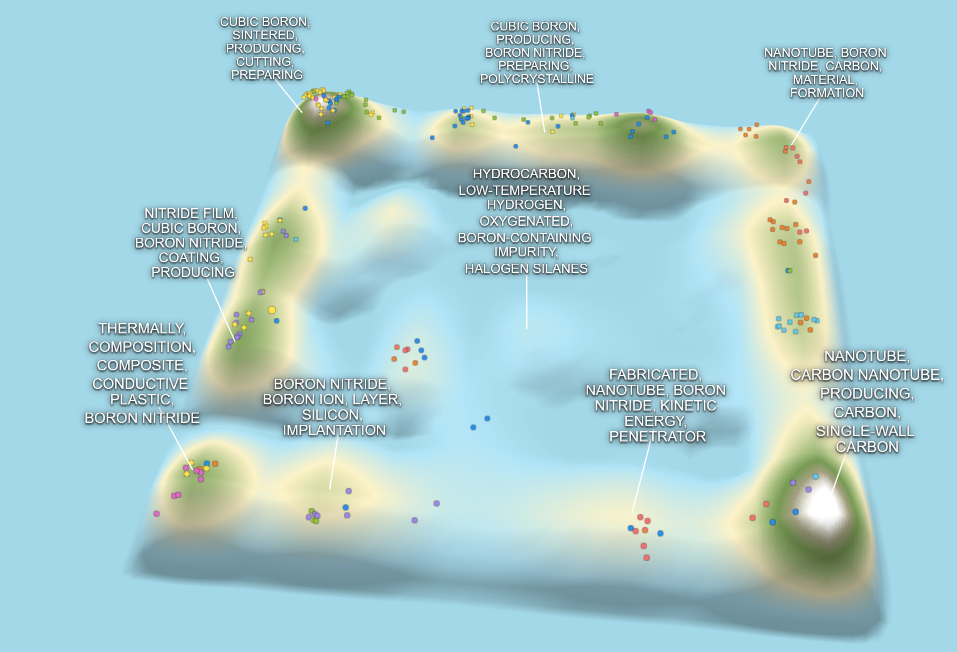 CUBIC BORON,
SINTERED,
PRODUCING,
CUTTING,
PREPARING
CUBIC BORON,
PRODUCING,
BORON NITRIDE,
PREPARING,
POLYCRYSTALLINE
NANOTUBE, BORON
NITRIDE, CARBON,
MATERIAL,
FORMATION
HYDROCARBON,
LOW-TEMPERATURE
HYDROGEN,
OXYGENATED,
BORON-CONTAINING
IMPURITY,
HALOGEN SILANES
NITRIDE FILM,
CUBIC BORON,
BORON NITRIDE,
COATING,
PRODUCING
THERMALLY,
COMPOSITION,
COMPOSITE,
CONDUCTIVE
PLASTIC,
BORON NITRIDE
BORON NITRIDE,
BORON ION, LAYER,
SILICON,
IMPLANTATION
FABRICATED,
NANOTUBE, BORON
NITRIDE, KINETIC
ENERGY,
PENETRATOR
NANOTUBE,
CARBON NANOTUBE,
PRODUCING,
CARBON,
SINGLE-WALL
CARBON